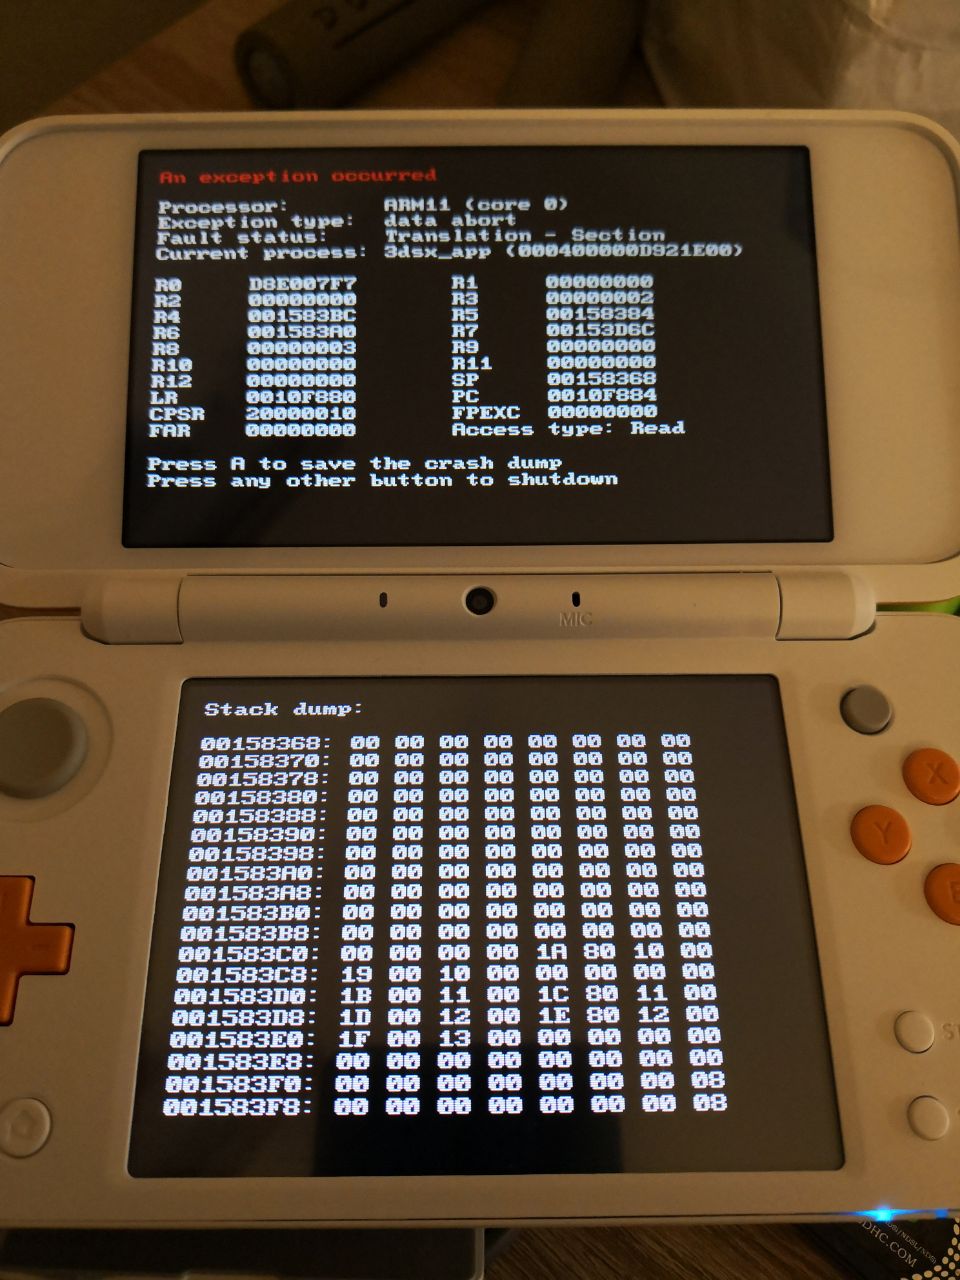 An exception occurred
Processor: ARM11 (core 0)
Exception type: data abort
Fault status: Translation - Section
Current process: 3dsx_app (000400000D921E00)
R0 D8E007F7 R1 00000000
R2 00000000 R3 00000002
R4 001583BC R5 00158384
R6 001583A0 R7 00153D6C
R8 00000003 R9 00000000
R10 00000000 R11 00000000
R12 00000000 SP 00158368
LR 0010F880 PC 0010F884
CPSR 20000010 FPEXC 00000000
FAR 00000000 Access type: Read
Press A to save the crash dump
Press any other button to shutdown
MIC
Stack dump:
00158368: 00 00 00 00 00 00 00 00
00158370: 00 00 00 00 00 00 00 00
00158378: 00 00 00 00 00 00 00 00
00158380: 00 00 00 00 00 00 00 00
00158388: 00 00 00 00 00 00 00 00
00158390: 00 00 00 00 00 00 00 00
00158398: 00 00 00 00 00 00 00 00
001583A0: 00 00 00 00 00 00 00 00
001583A8: 00 00 00 00 00 00 00 00
001583B0: 00 00 00 00 00 00 00 00
001583B8: 00 00 00 00 00 00 00 00
001583C0: 00 00 00 00 1A 80 10 00
001583C8: 19 00 10 00 00 00 00 00
001583D0: 1B 00 11 00 1C 80 11 00
001583D8: 1D 00 12 00 1E 80 12 00
001583E0: 1F 00 13 00 00 00 00 00
001583E8: 00 00 00 00 00 00 00 00
001583F0: 00 00 00 00 00 00 00 08
001583F8: 00 00 00 00 00 00 00 08
X
Y